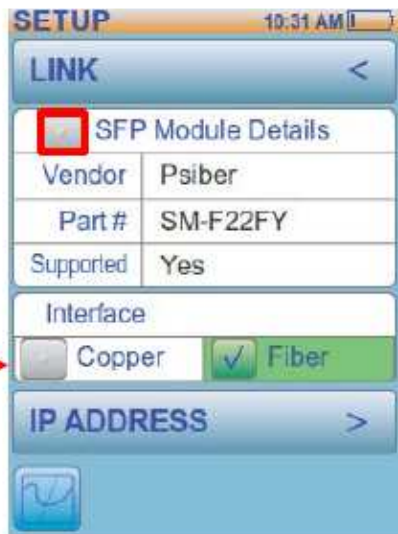 SETUP 10:31 AM
LINK <
SFP Module Details
Vendor Psiber
Part # SM-F22FY
Supported Yes
Interface
Copper Fiber
IP ADDRESS >